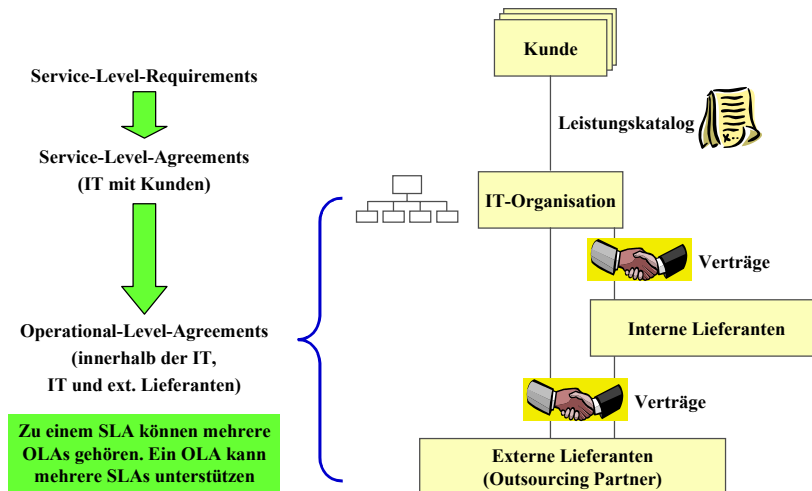 Service-Level-Requirements
Service-Level-Agreements
(IT mit Kunden)
Operational-Level-Agreements
(innerhalb der IT,
IT und ext. Lieferanten)
Zu einem SLA können mehrere
OLAs gehören. Ein OLA kann
mehrere SLAs unterstützen
Kunde
Leistungskatalog
IT-Organisation
Verträge
Interne Lieferanten
Verträge
Externe Lieferanten
(Outsourcing Partner)